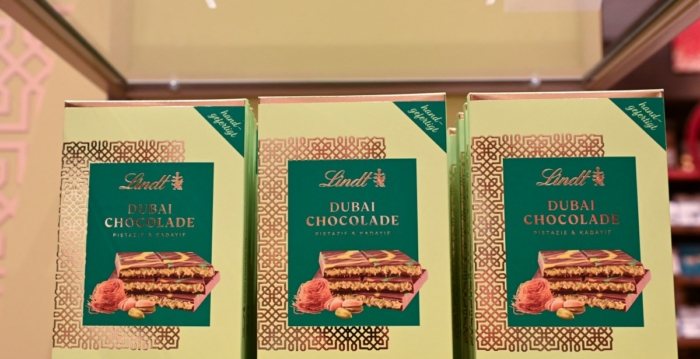 hand-
gefertigt
Lindt
DUBAI
CHOCOLADE
PISTAZIE & KADAYIF
hand-
gefertigt
Lindt
DUBAI
CHOCOLADE
PISTAZIE & KADAYIF
hand-
gefertigt
Lindt
DUBAI
CHOCOLADE
PISTAZIE & KADAYIF